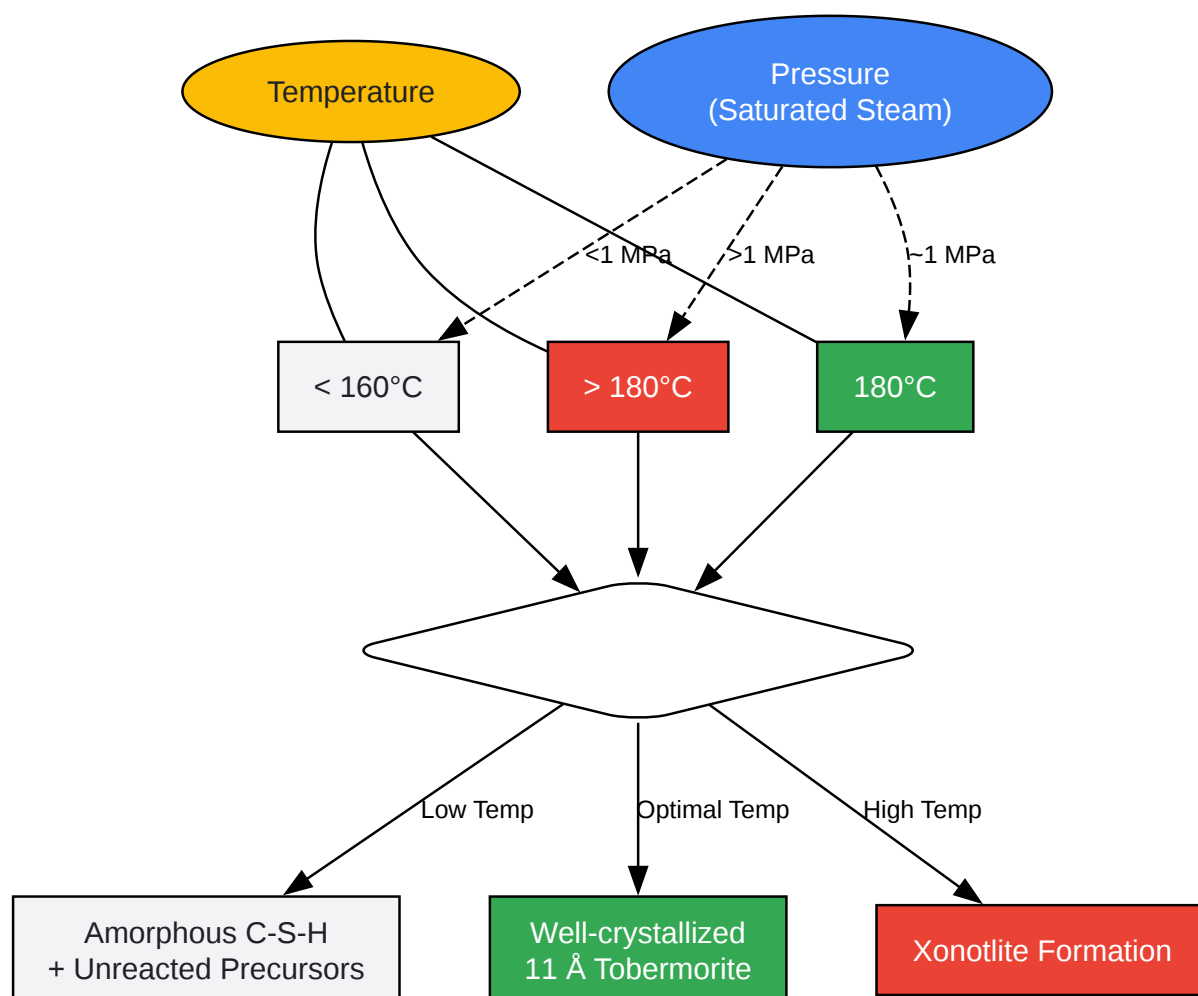 Temperature
Pressure
(Saturated Steam)
<1 MPa
>1 MPa
~1 MPa
< 160°C
> 180°C
180°C
Low Temp
Optimal Temp
High Temp
Amorphous C-S-H
+ Unreacted Precursors
Well-crystallized
11 Å Tobermorite
Xonotlite Formation